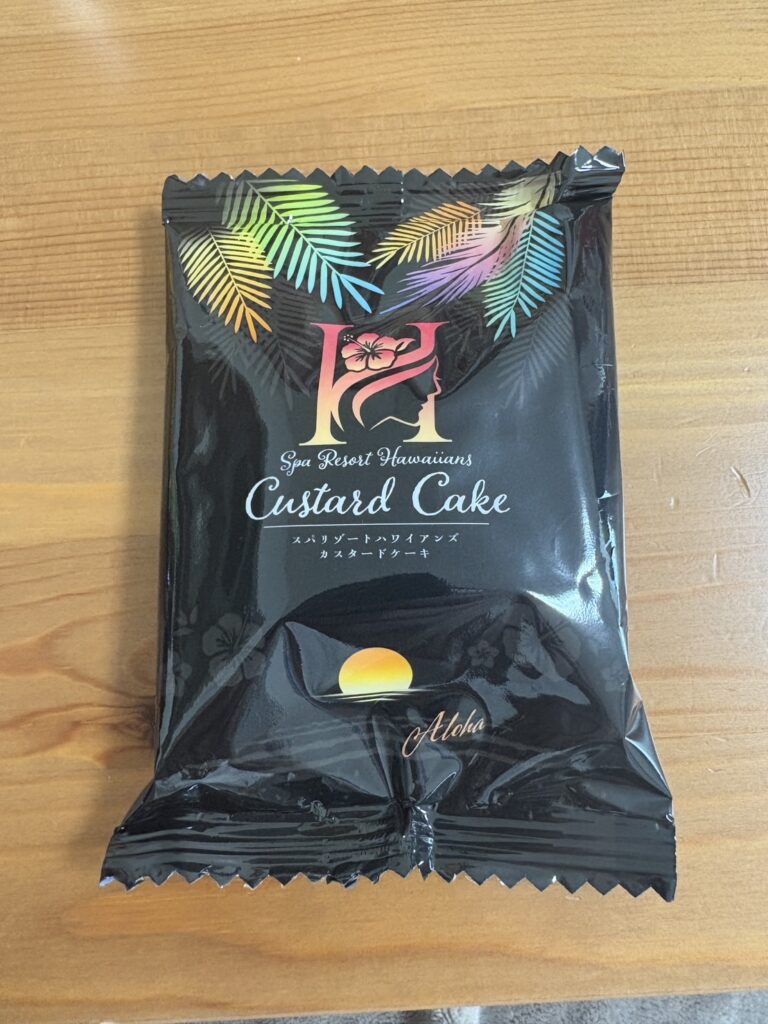 H
Spa Resort Hawaiians
Custard Cake
スパリゾートハワイアンズ
カスタードケーキ
Aloha